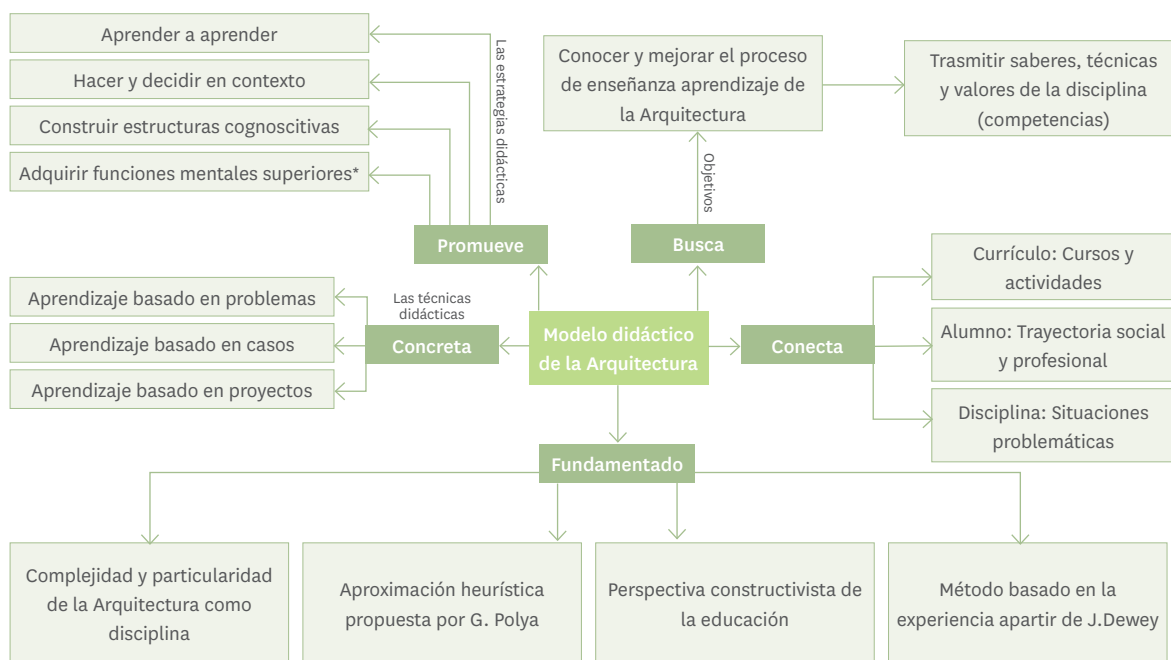 Aprender a aprender
Hacer y decidir en contexto
Construir estructuras cognoscitivas
Adquirir funciones mentales superiores*
Las estrategias didácticas
Promueve
Conocer y mejorar el proceso
de enseñanza aprendizaje de
la Arquitectura
Trasmitir saberes, técnicas
y valores de la disciplina
(competencias)
Objetivos
Busca
Aprendizaje basado en problemas
Aprendizaje basado en casos
Aprendizaje basado en proyectos
Las técnicas
didácticas
Concreta
Modelo didáctico
de la Arquitectura
Conecta
Currículo: Cursos y
actividades
Alumno: Trayectoria social
y profesional
Disciplina: Situaciones
problemáticas
Fundamentado
Complejidad y particularidad
de la Arquitectura como
disciplina
Aproximación heurística
propuesta por G. Polya
Perspectiva constructivista de
la educación
Método basado en la
experiencia apartir de J.Dewey